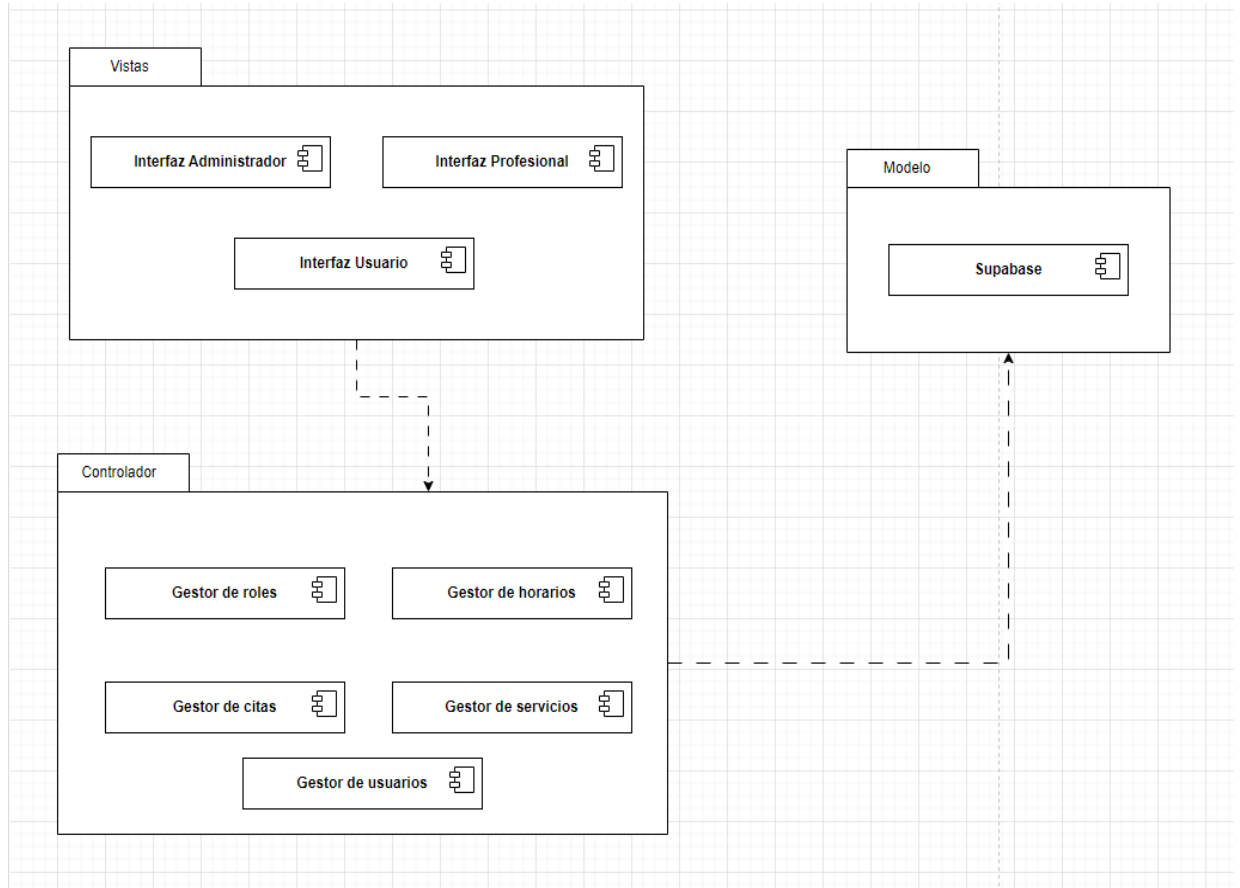 Vistas
Interfaz Administrador
Interfaz Profesional
Interfaz Usuario
Modelo
Supabase
Controlador
Gestor de roles
Gestor de horarios
Gestor de citas
Gestor de servicios
Gestor de usuarios